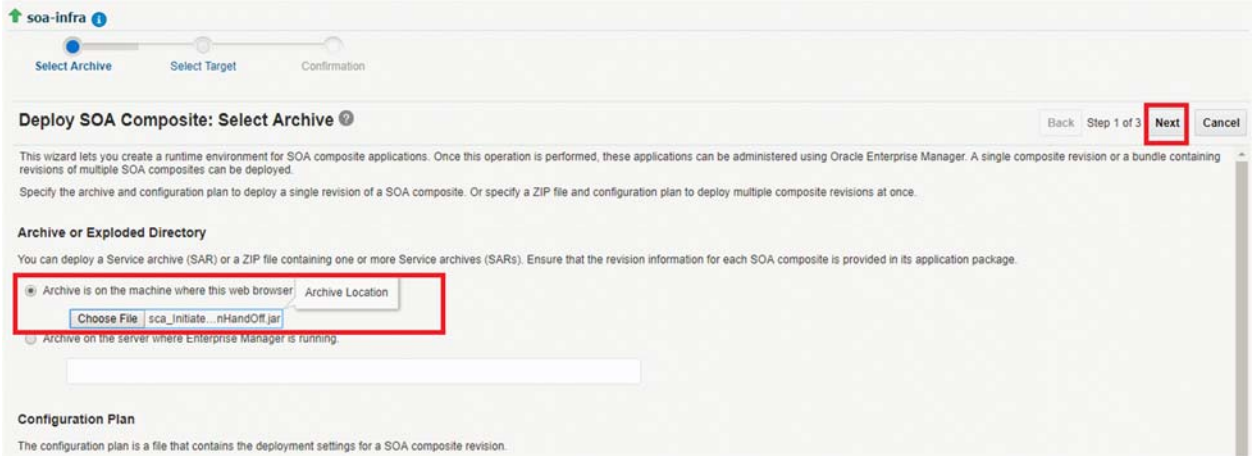 soa-infra
Select Archive Select Target Confirmation
Deploy SOA Composite: Select Archive
Back Step 1 of 3 Next Cancel
This wizard lets you create a runtime environment for SOA composite applications. Once this operation is performed, these applications can be administered using Oracle Enterprise Manager. A single composite revision or a bundle containing
revisions of multiple SOA composites can be deployed.
Specify the archive and configuration plan to deploy a single revision of a SOA composite. Or specify a ZIP file and configuration plan to deploy multiple composite revisions at once.
Archive or Exploded Directory
You can deploy a Service archive (SAR) or a ZIP file containing one or more Service archives (SARs). Ensure that the revision information for each SOA composite is provided in its application package.
Archive is on the machine where this web browser
Archive Location
Choose File sca_Initiate...nHandOff.jar
Archive on the server where Enterprise Manager is running.
Configuration Plan
The configuration plan is a file that contains the deployment settings for a SOA composite revision.